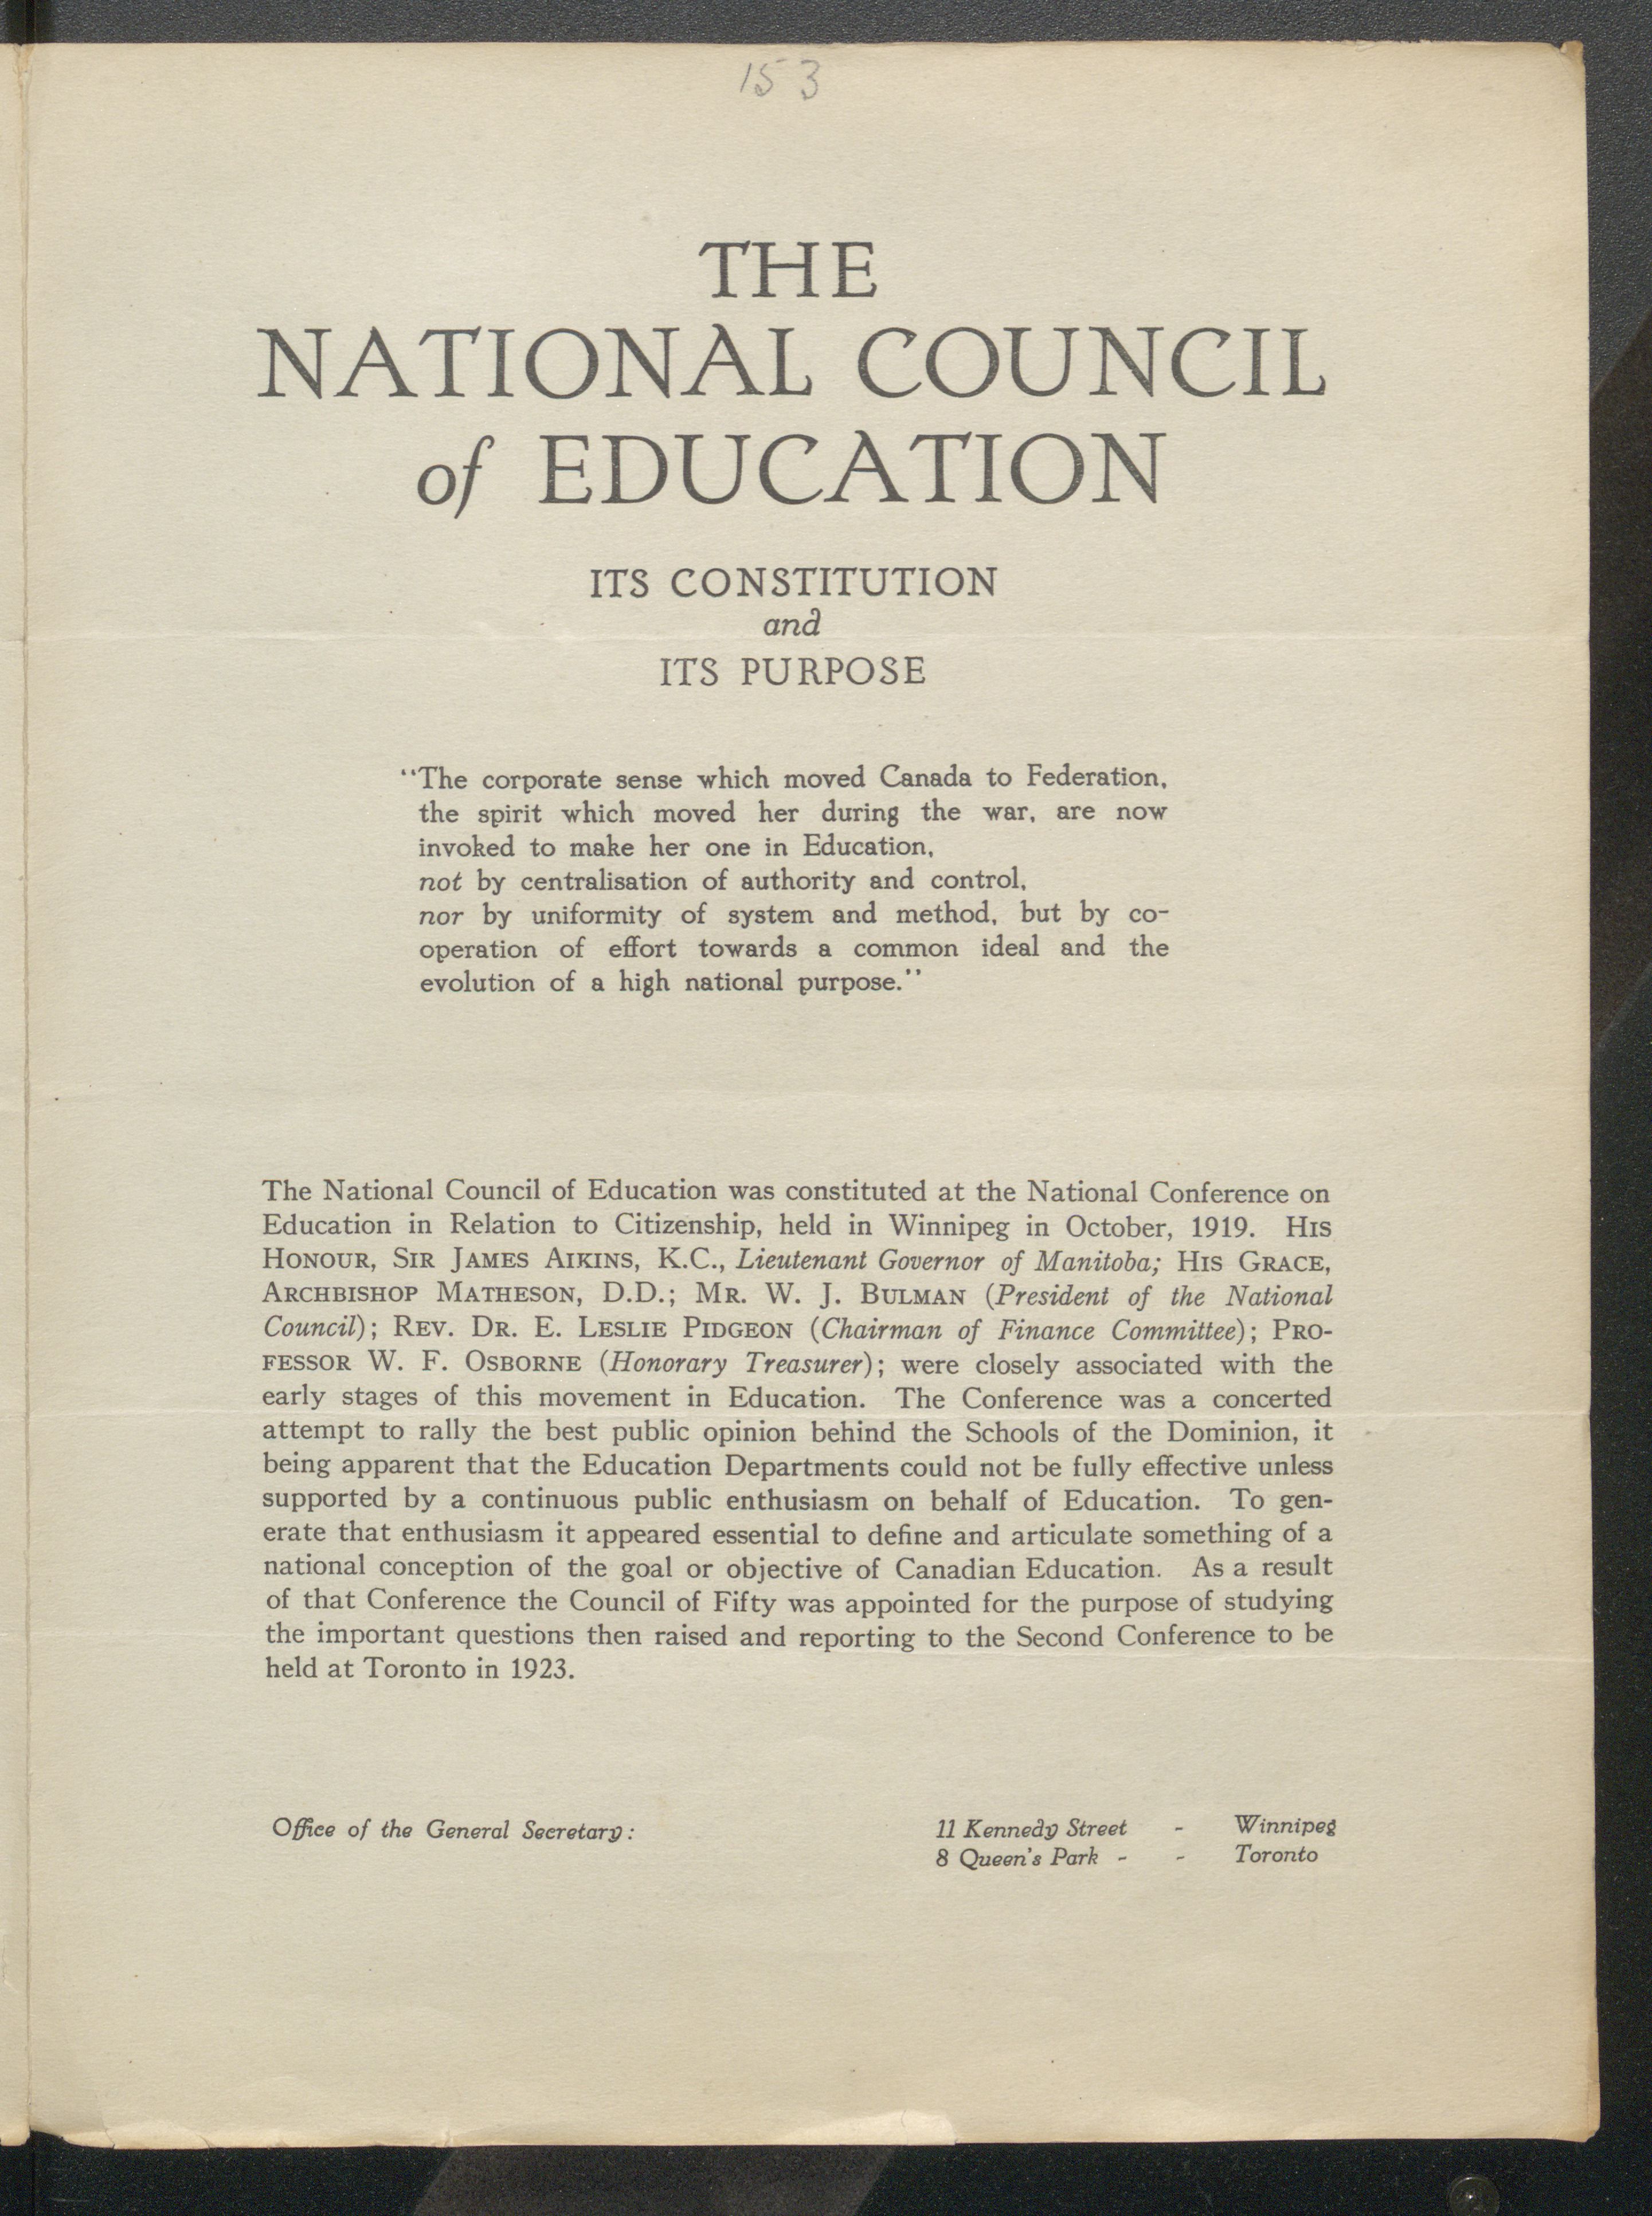 153
THE
NATIONAL COUNCIL
of EDUCATION
ITS CONSTITUTION
and
ITS PURPOSE
“The corporate sense which moved Canada to Federation,
the spirit which moved her during the war, are now
invoked to make her one in Education,
not by centralisation of authority and control,
nor by uniformity of system and method, but by co-
operation of effort towards a common ideal and the
evolution of a high national purpose.”
The National Council of Education was constituted at the National Conference on
Education in Relation to Citizenship, held in Winnipeg in October, 1919. His
Honour, Sir James Aikins, K.C., Lieutenant Governor of Manitoba; His Grace,
Archbishop Matheson, D.D.; Mr. W. J. Bulman (President of the National
Council); Rev. Dr. E. Leslie Pidgeon (Chairman of Finance Committee); Pro-
fessor W. F. Osborne (Honorary Treasurer); were closely associated with the
early stages of this movement in Education. The Conference was a concerted
attempt to rally the best public opinion behind the Schools of the Dominion, it
being apparent that the Education Departments could not be fully effective unless
supported by a continuous public enthusiasm on behalf of Education. To gen-
erate that enthusiasm it appeared essential to define and articulate something of a
national conception of the goal or objective of Canadian Education. As a result
of that Conference the Council of Fifty was appointed for the purpose of studying
the important questions then raised and reporting to the Second Conference to be
held at Toronto in 1923.
Office of the General Secretary: 11 Kennedy Street - Winnipeg
8 Queen's Park - - Toronto